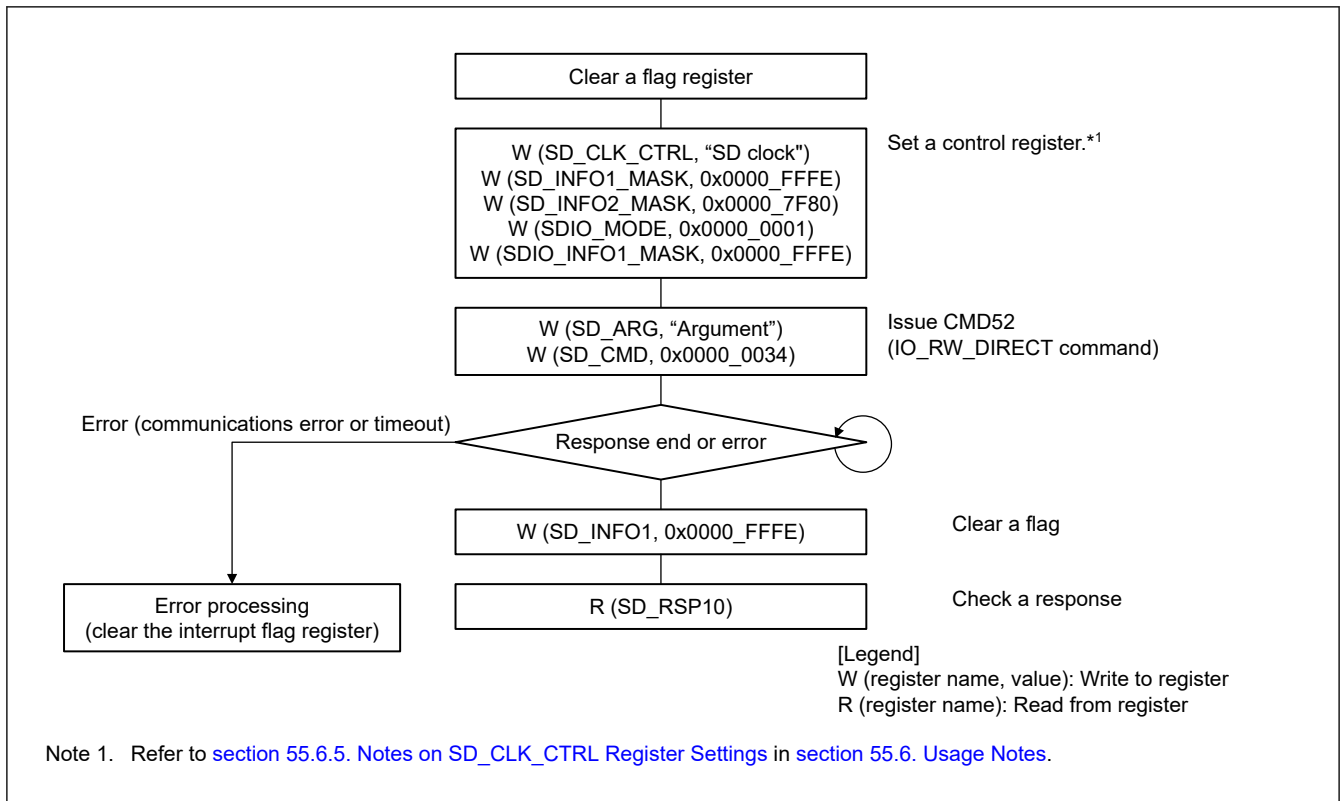 Clear a flag register
W (SD_CLK_CTRL, “SD clock")
W (SD_INFO1_MASK, 0x0000_FFFE)
W (SD_INFO2_MASK, 0x0000_7F80)
W (SDIO_MODE, 0x0000_0001)
W (SDIO_INFO1_MASK, 0x0000_FFFE)
Set a control register.*1
W (SD_ARG, “Argument”)
W (SD_CMD, 0x0000_0034)
Issue CMD52
(IO_RW_DIRECT command)
Error (communications error or timeout)
Response end or error
W (SD_INFO1, 0x0000_FFFE)
Clear a flag
Error processing
(clear the interrupt flag register)
R (SD_RSP10)
Check a response
[Legend]
W (register name, value): Write to register
R (register name): Read from register
Note 1. Refer to section 55.6.5. Notes on SD_CLK_CTRL Register Settings in section 55.6. Usage Notes.